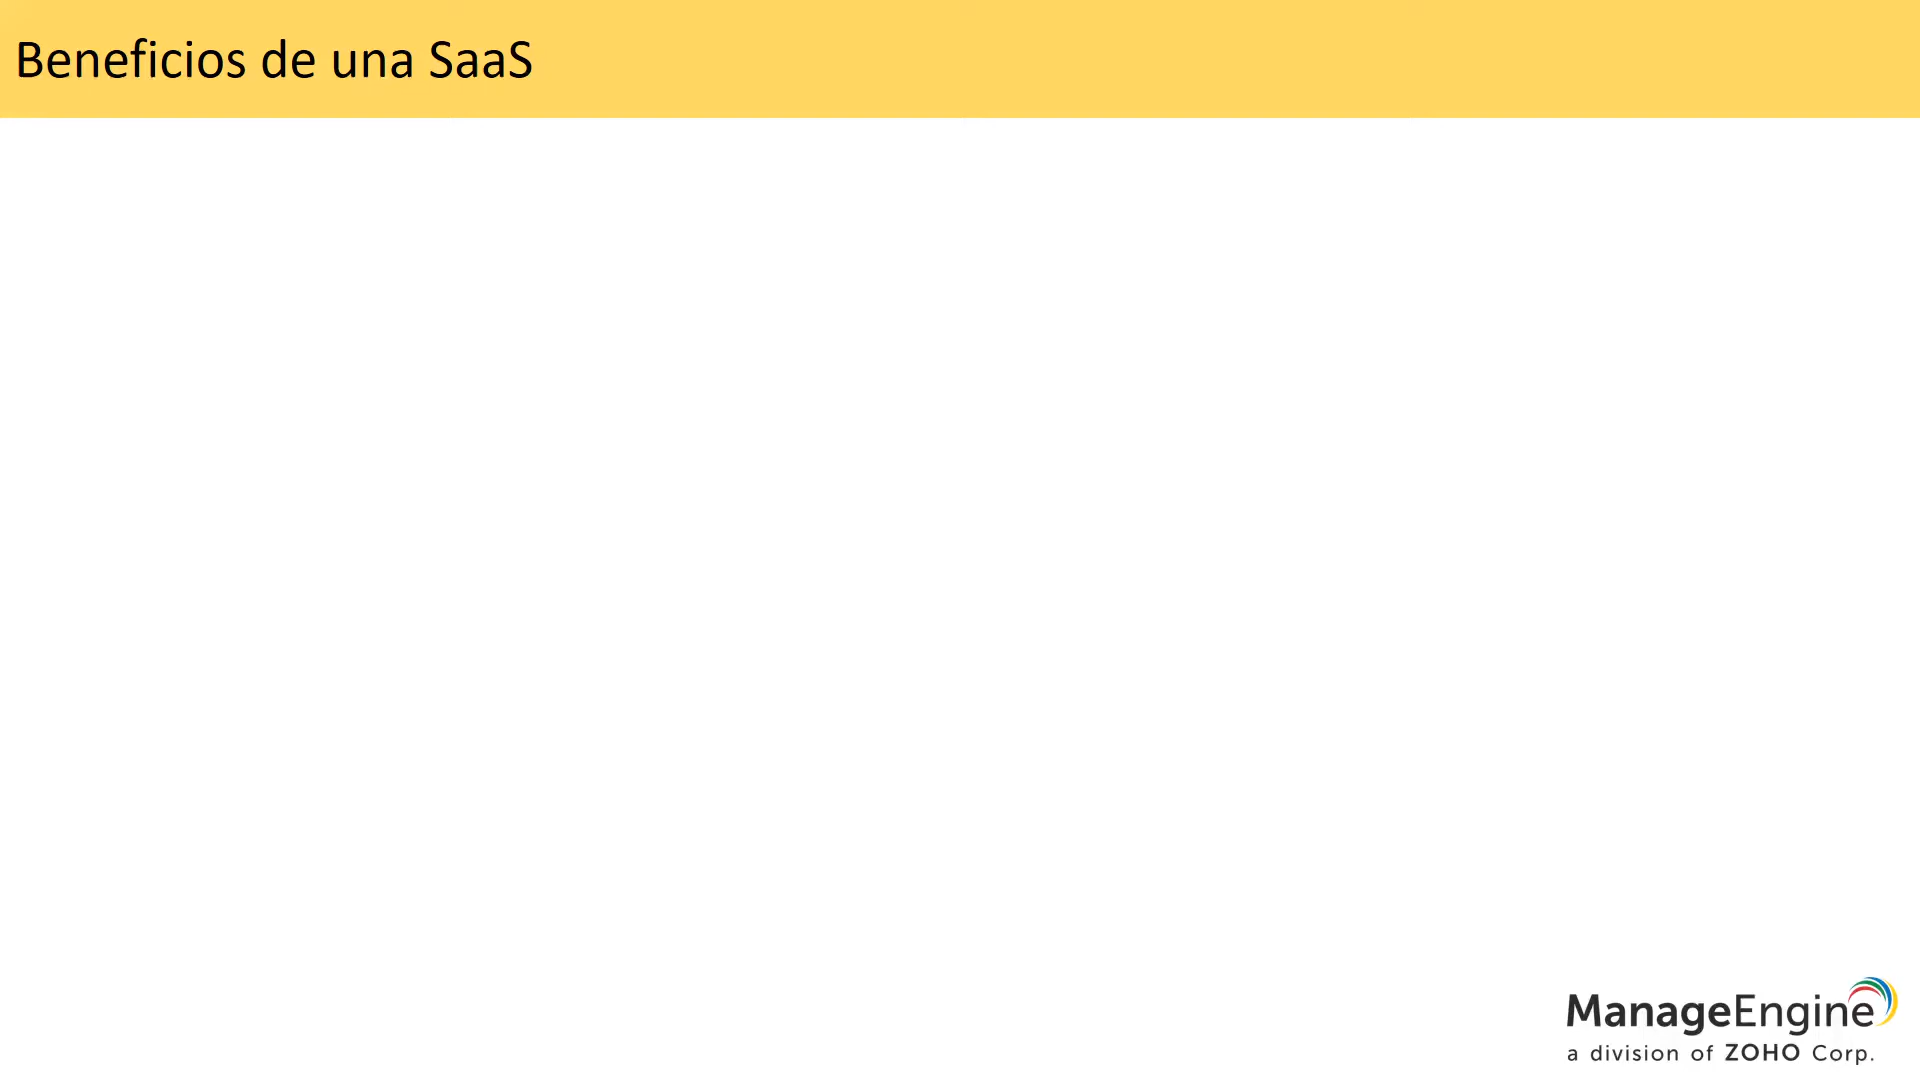 Beneficios de una SaaS
ManageEngine
a division of ZOHO Corp.